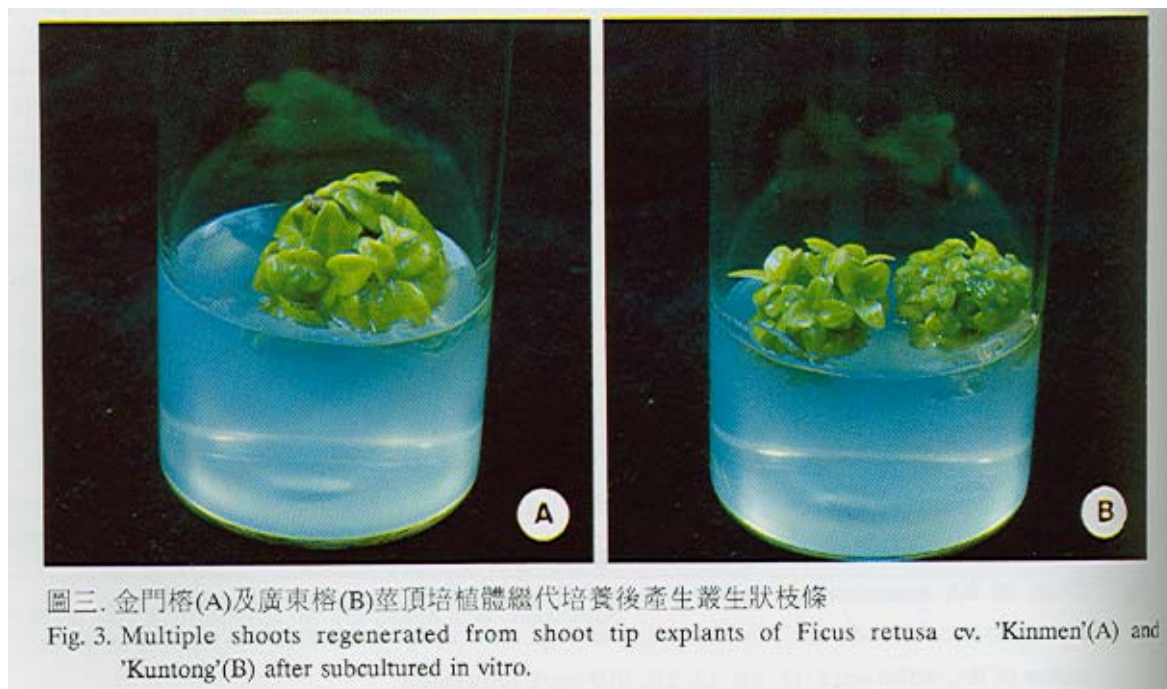 A
B
圖三. 金門榕(A)及廣東榕(B)莖頂培植體繼代培養後產生叢生狀枝條
Fig. 3. Multiple shoots regenerated from shoot tip explants of Ficus retusa cv. 'Kinmen'(A) and
'Kuntong'(B) after subcultured in vitro.